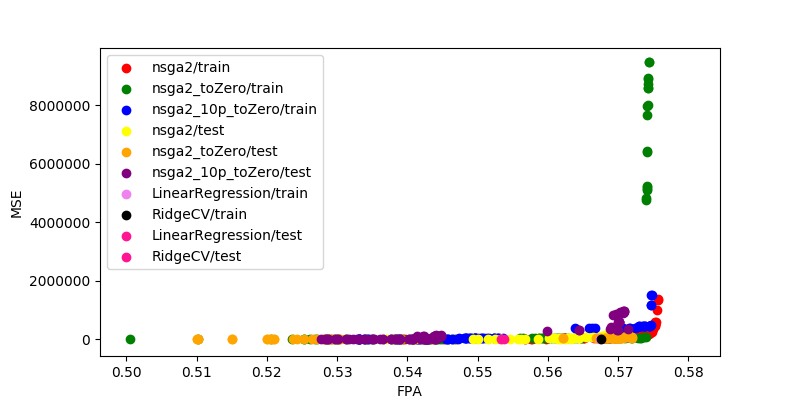 nsga2/train
nsga2_toZero/train
nsga2_10p_toZero/train
nsga2/test
nsga2_toZero/test
nsga2_10p_toZero/test
LinearRegression/train
RidgeCV/train
LinearRegression/test
RidgeCV/test
8000000
6000000
4000000
2000000
0
MSE
0.50 0.51 0.52 0.53 0.54 0.55 0.56 0.57 0.58
FPA